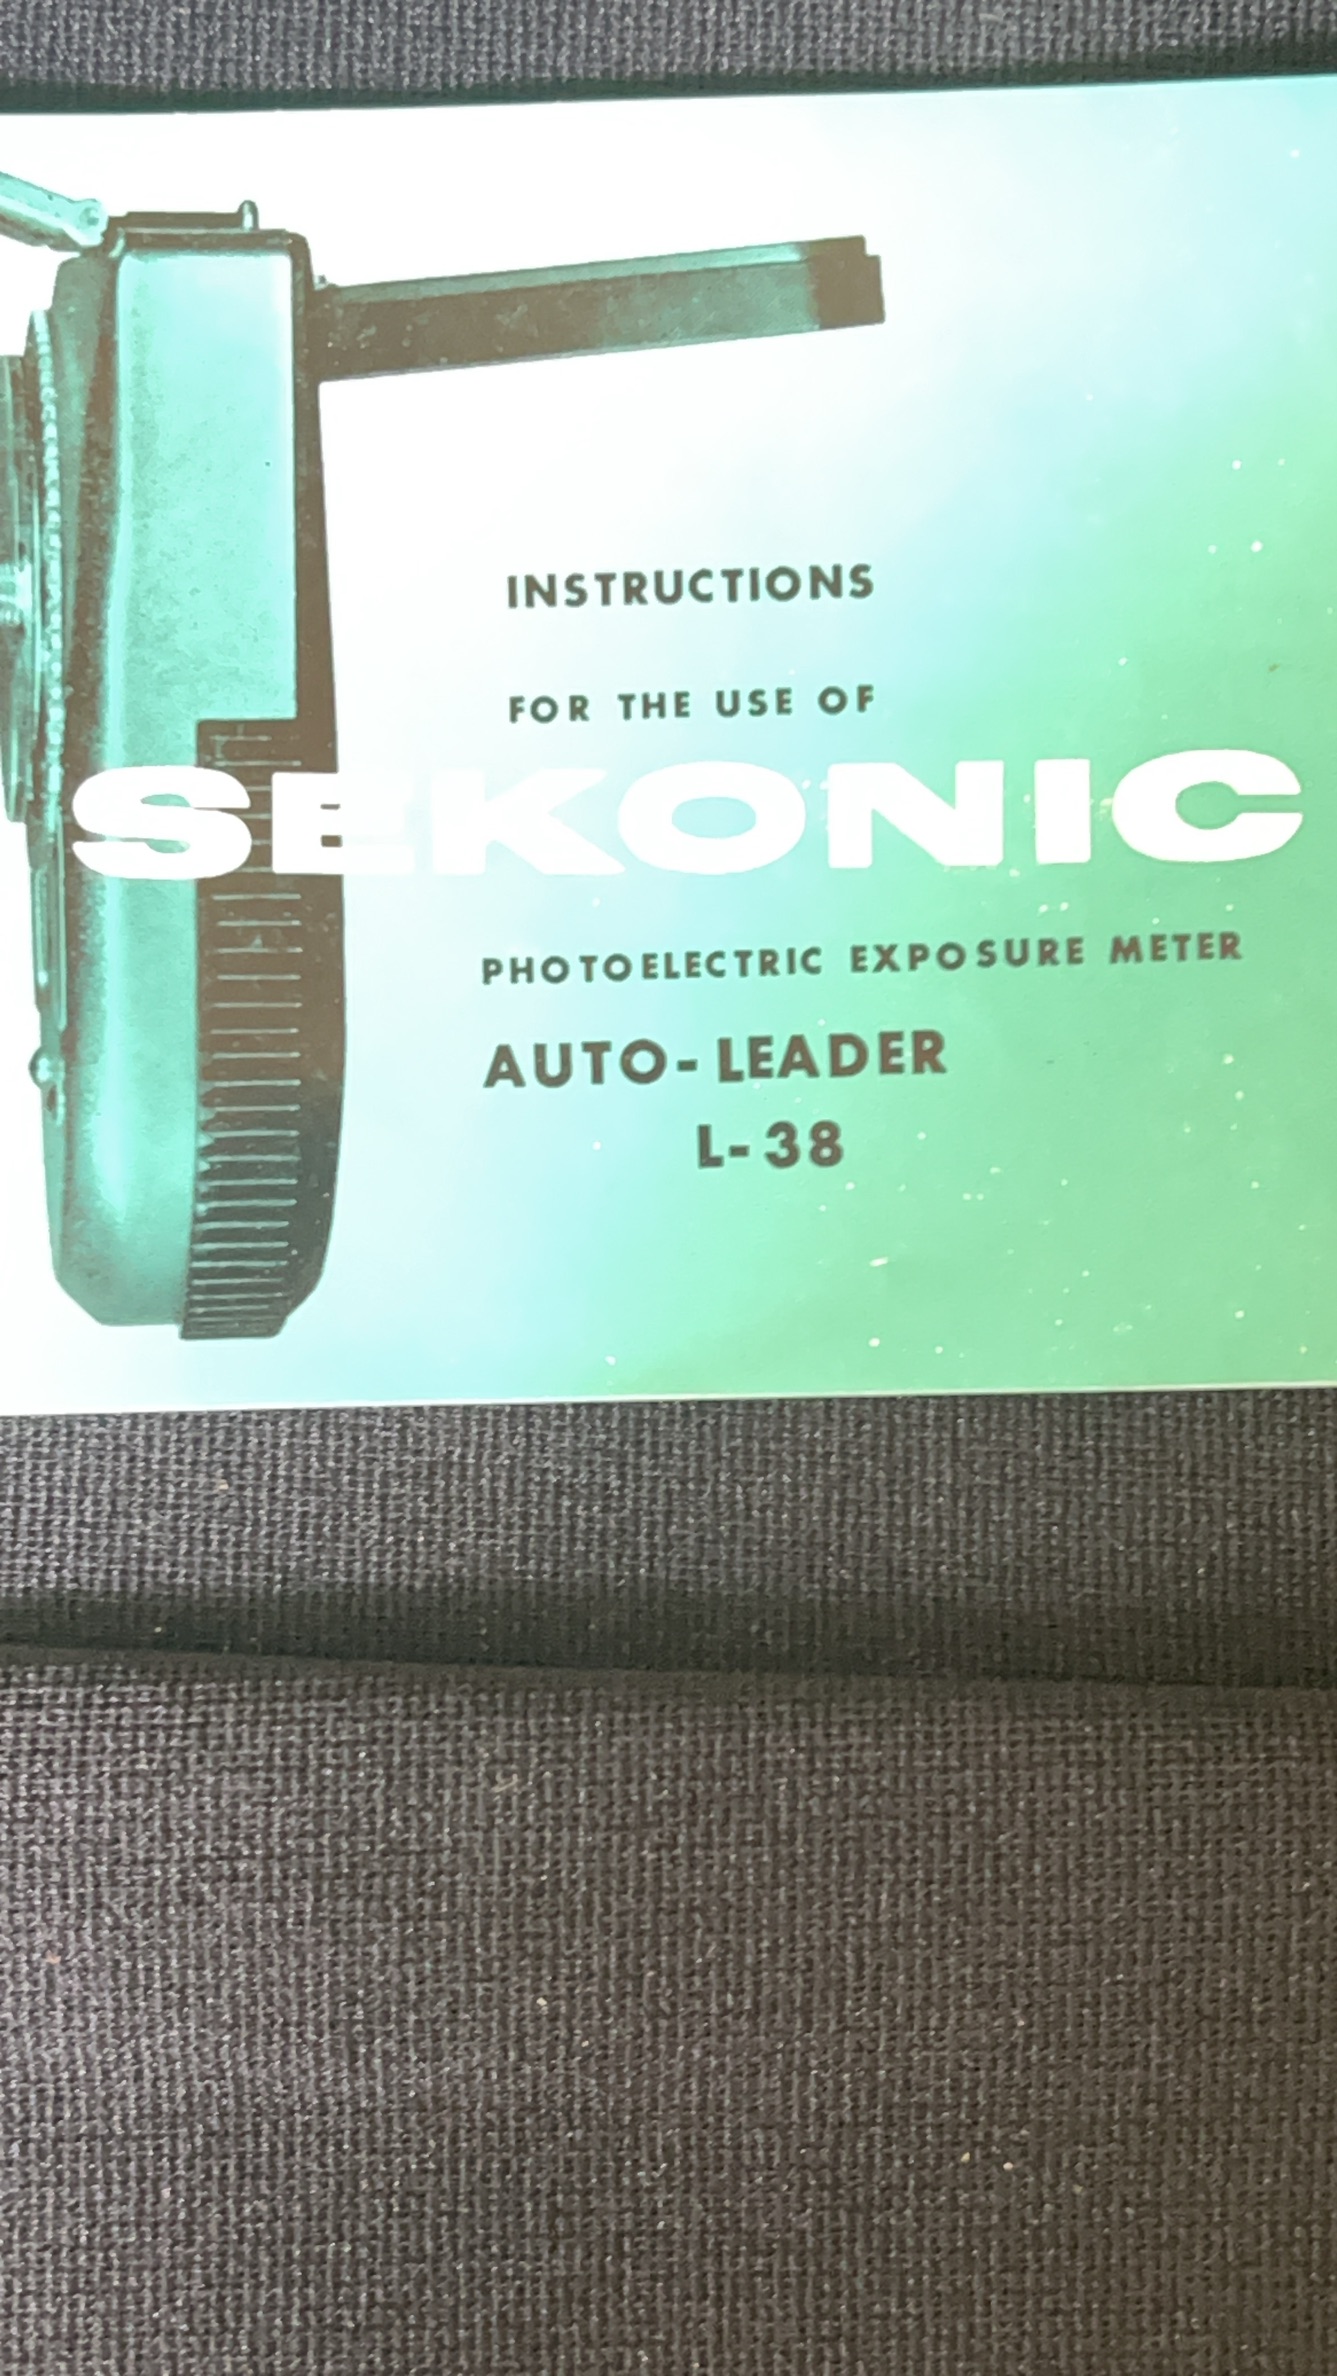 INSTRUCTIONS
FOR THE USE OF
SEKONIC
PHOTOELECTRIC EXPOSURE METER
AUTO-LEADER
L-38